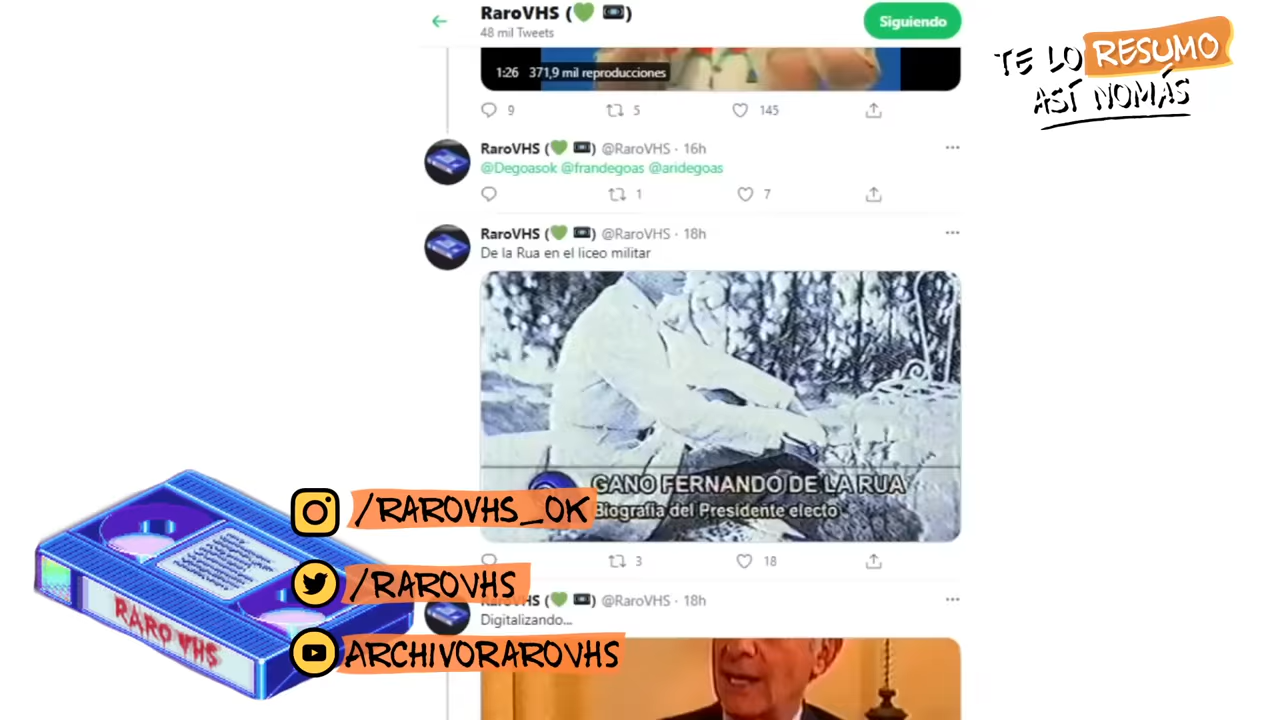 RaroVHS (💚 📼)
48 mil Tweets
Siguiendo
TE LO RESUMO
ASÍ NOMÁS
1:26 371,9 mil reproducciones
9 5 145
RaroVHS (💚 📼) @RaroVHS · 16h
@Degoasok @frandegoas @aridegoas
1 7
RaroVHS (💚 📼) @RaroVHS · 18h
De la Rua en el liceo militar
GANO FERNANDO DE LA RUA
Biografia del Presidente electo
/RAROVHS_OK
3 18
/RAROVHS
RaroVHS (💚 📼) @RaroVHS · 18h
Digitalizando...
RARO VHS
ARCHIVORAROVHS